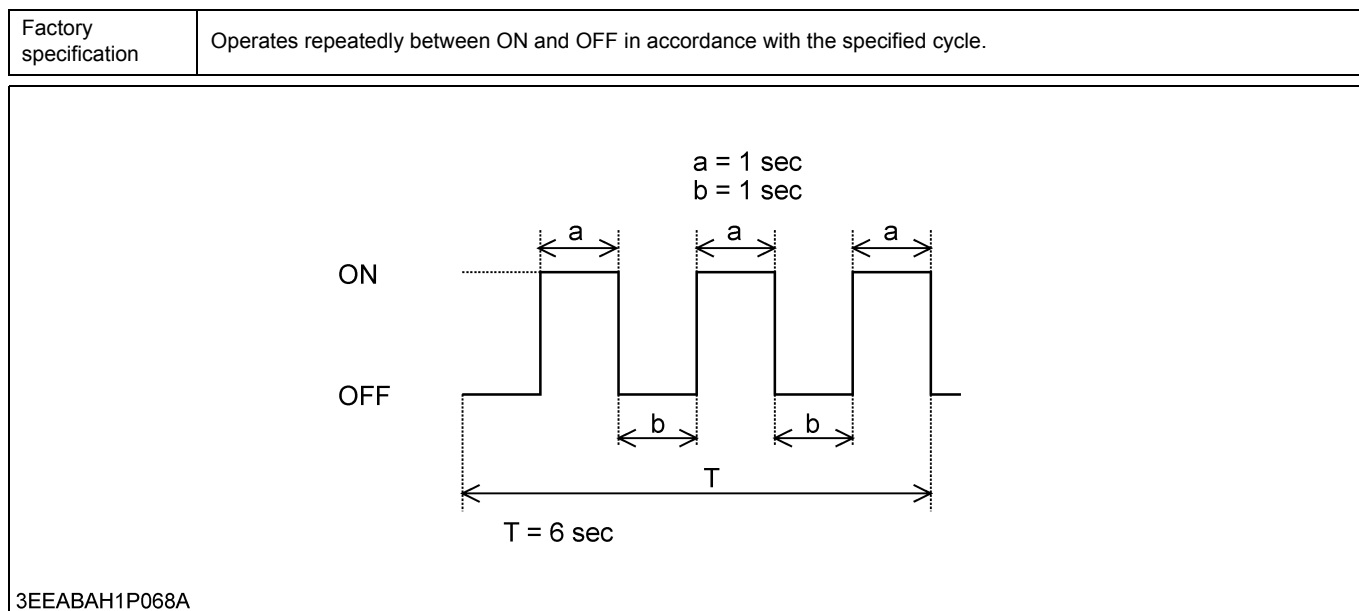 Factory
specification
Operates repeatedly between ON and OFF in accordance with the specified cycle.
a = 1 sec
b = 1 sec
a a a
ON
OFF
b b
T
T = 6 sec
3EEABAH1P068A